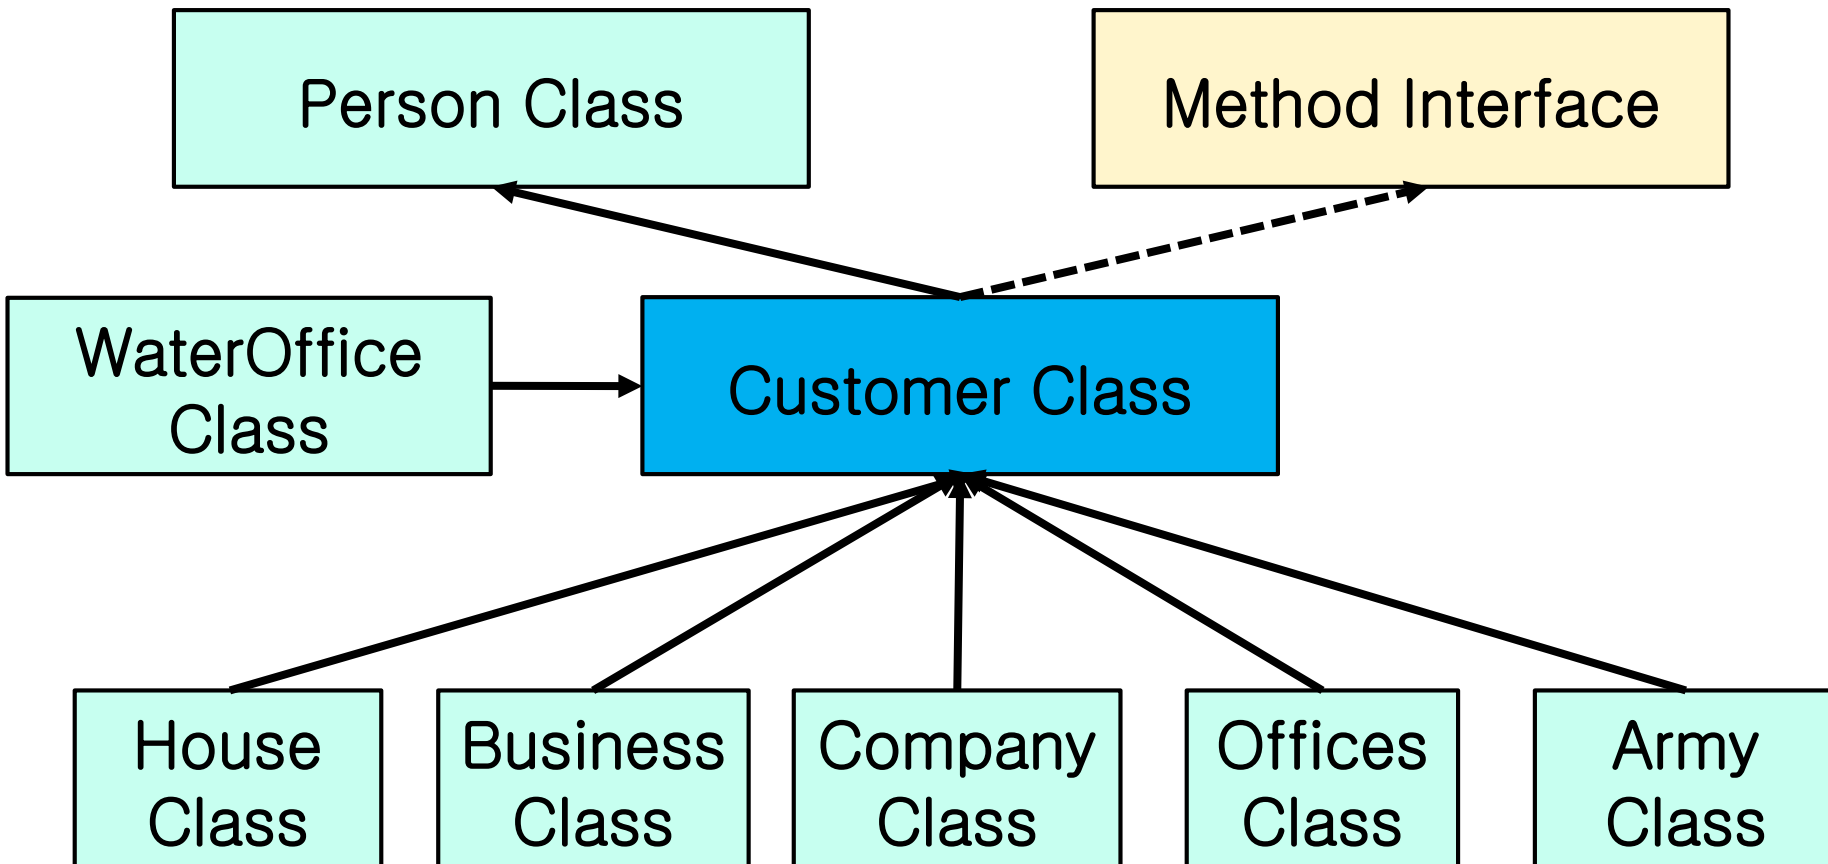 Person Class
Method Interface
WaterOffice
Class
Customer Class
House
Class
Business
Class
Company
Class
Offices
Class
Army
Class